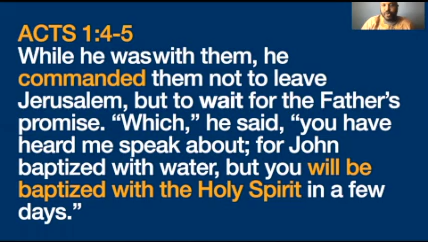 ACTS 1:4-5
While he waswith them, he
commanded them not to leave
Jerusalem, but to wait for the Father's
promise. “Which,” he said, “you have
heard me speak about; for John
baptized with water, but you will be
baptized with the Holy Spirit in a few
days.”